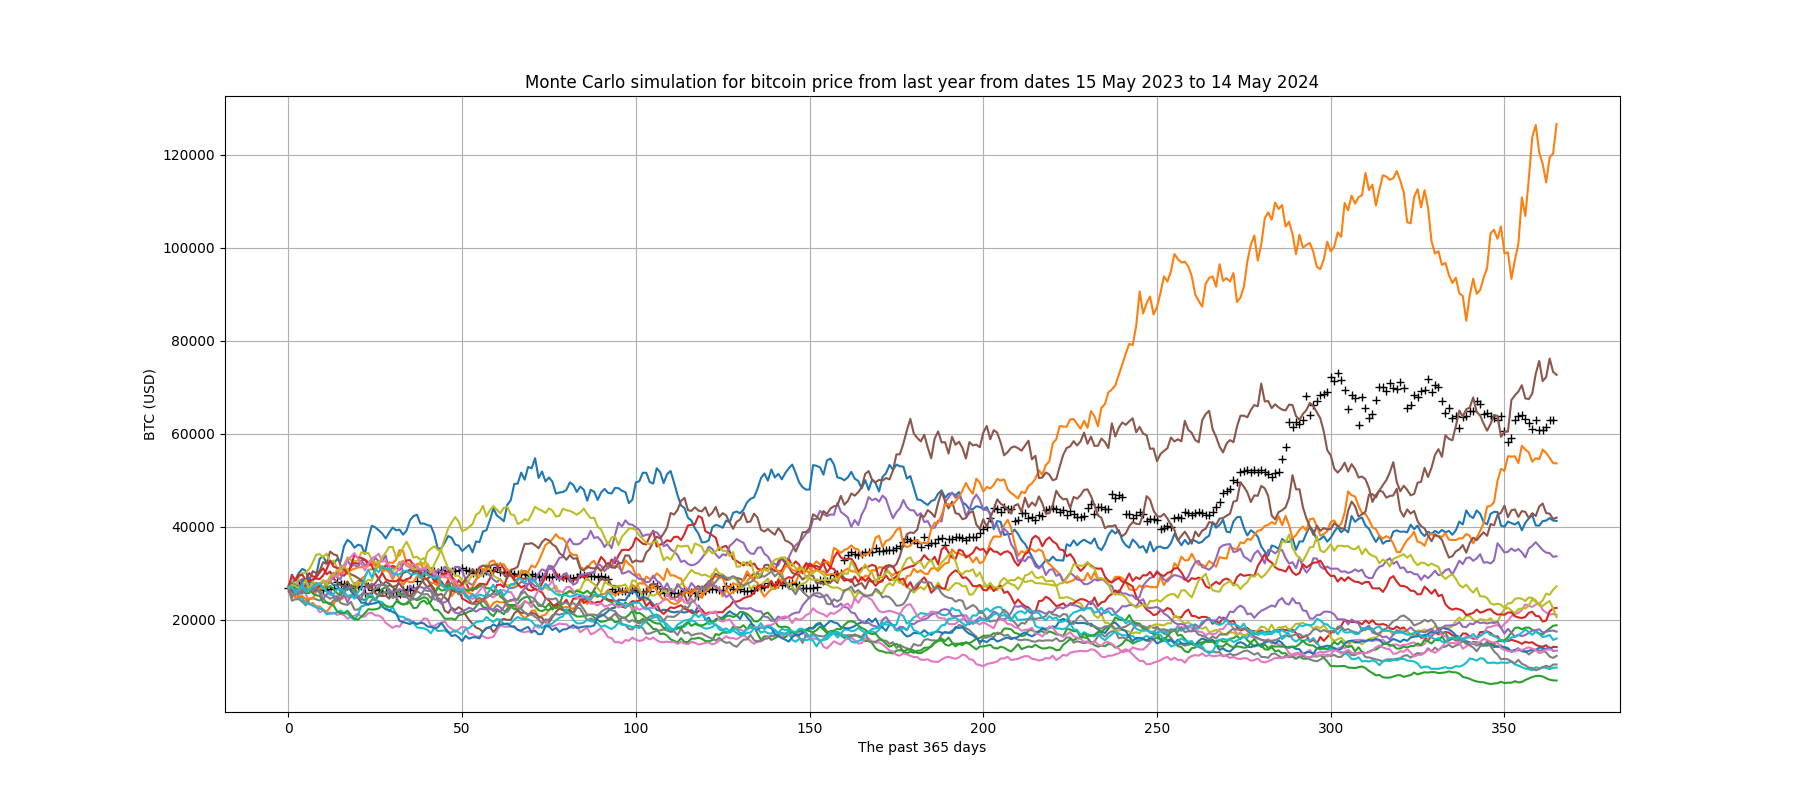 Monte Carlo simulation for bitcoin price from last year from dates 15 May 2023 to 14 May 2024
120000
100000
80000
60000
40000
20000
BTC (USD)
0 50 100 150 200 250 300 350
The past 365 days